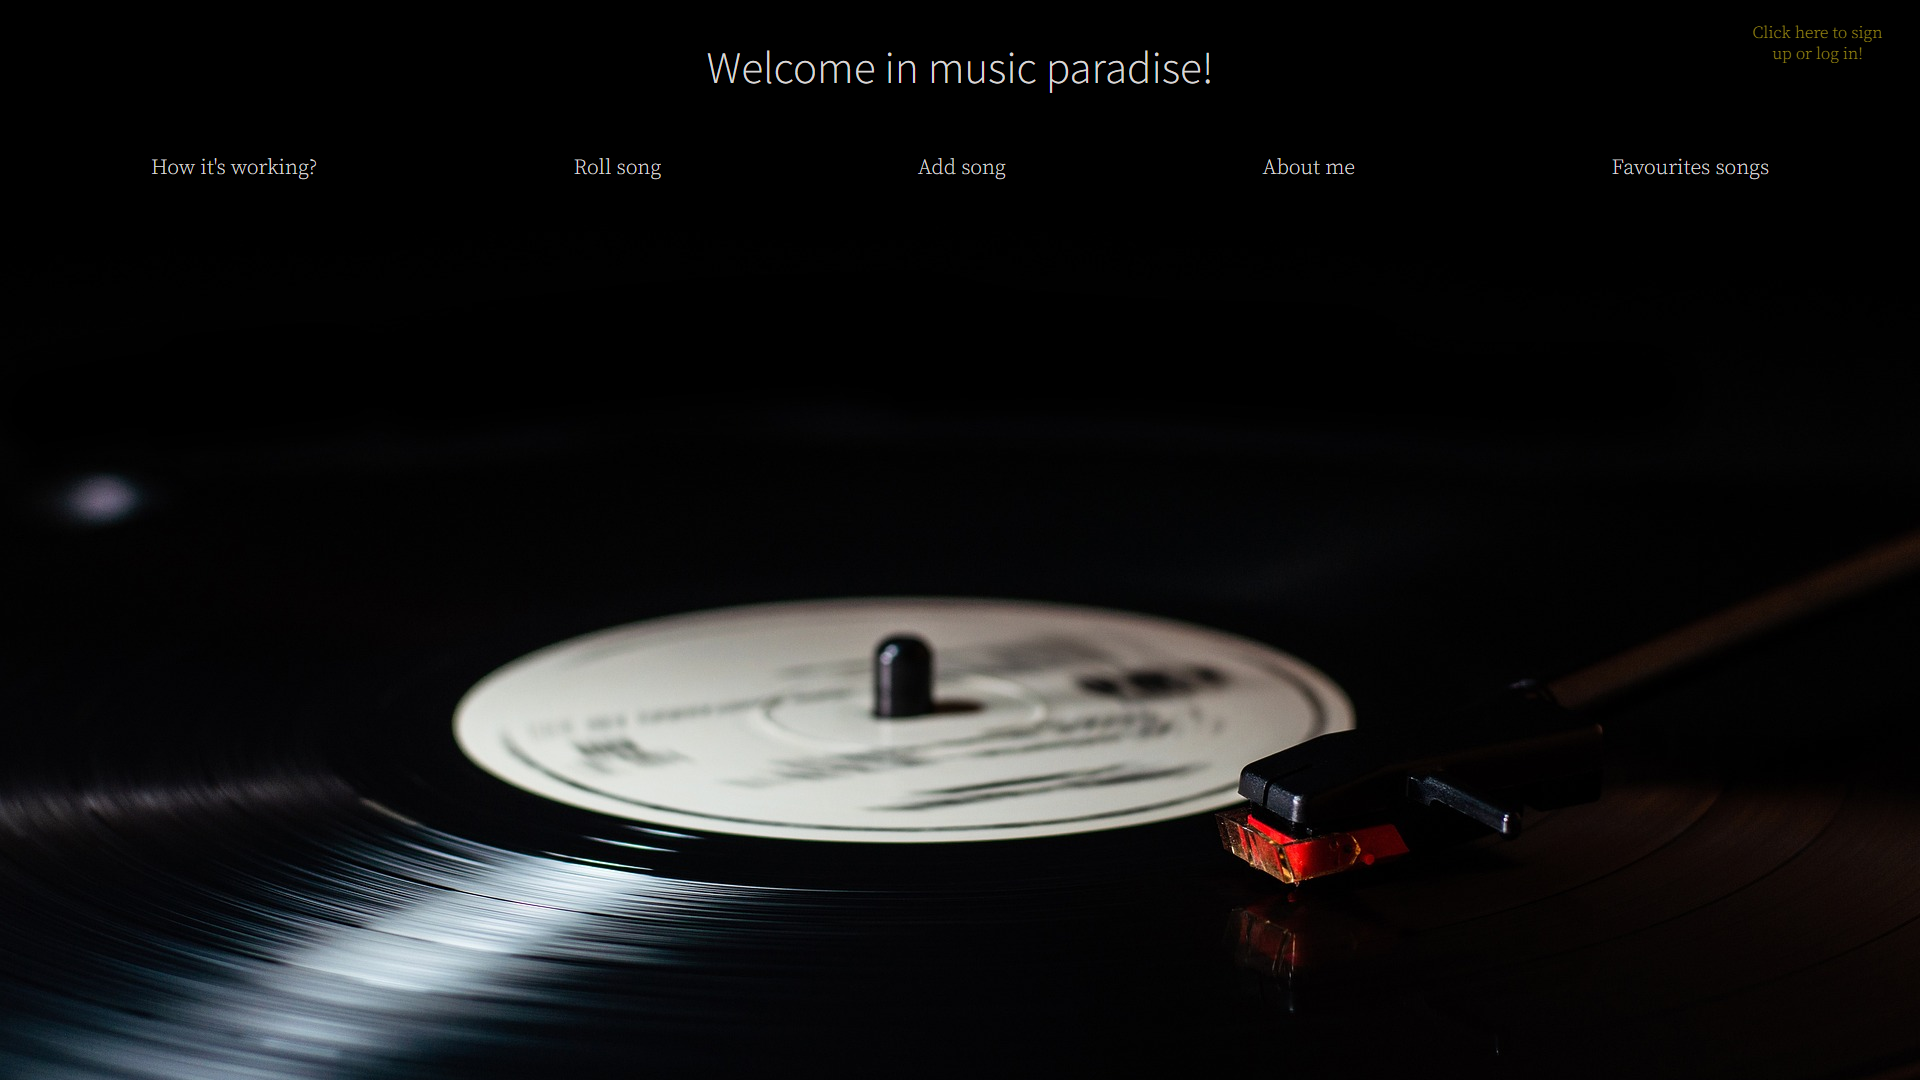 Click here to sign
up or log in!
Welcome in music paradise!
How it's working?
Roll song
Add song
About me
Favourites songs